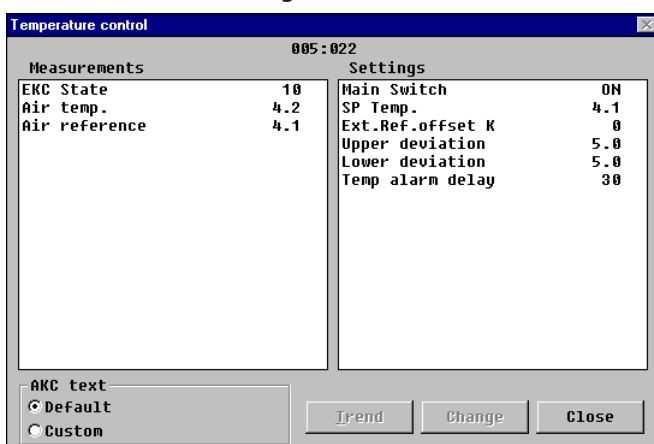 Temperature control
005:022
Measurements
EKC State 10
Air temp. 4.2
Air reference 4.1
Settings
Main Switch ON
SP Temp. 4.1
Ext.Ref.offset K 0
Upper deviation 5.0
Lower deviation 5.0
Temp alarm delay 30
AKC text
Default
Custom
Trend
Change
Close